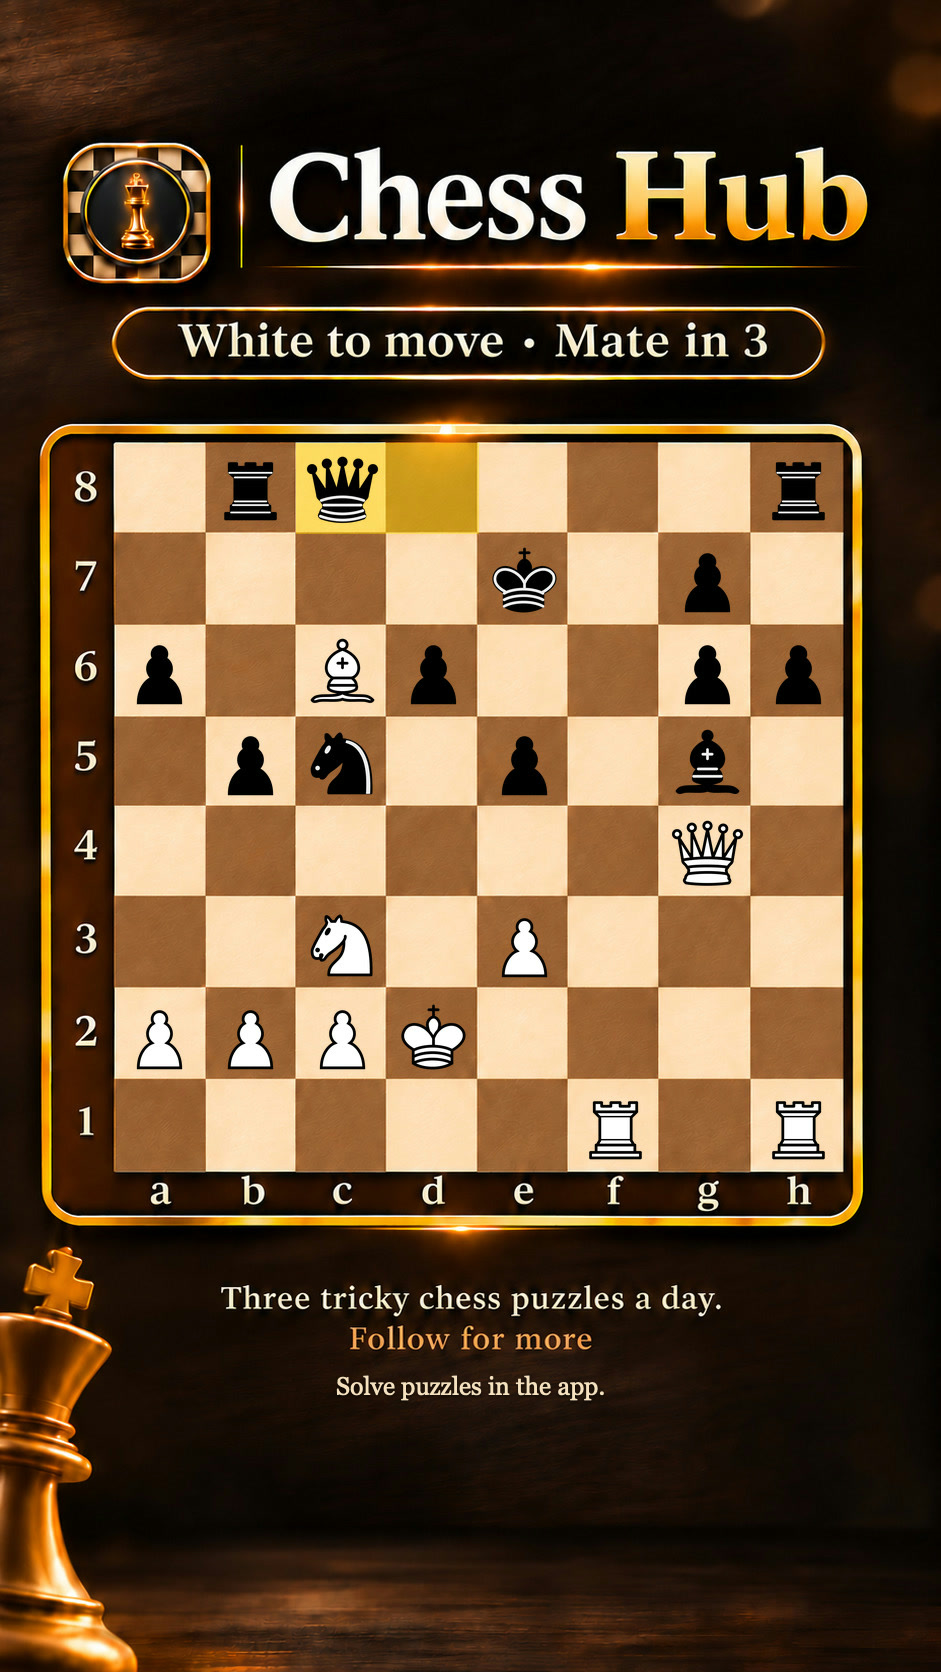 Chess Hub
White to move • Mate in 3
8
7
6
5
4
3
2
1
a b c d e f g h
Three tricky chess puzzles a day.
Follow for more
Solve puzzles in the app.